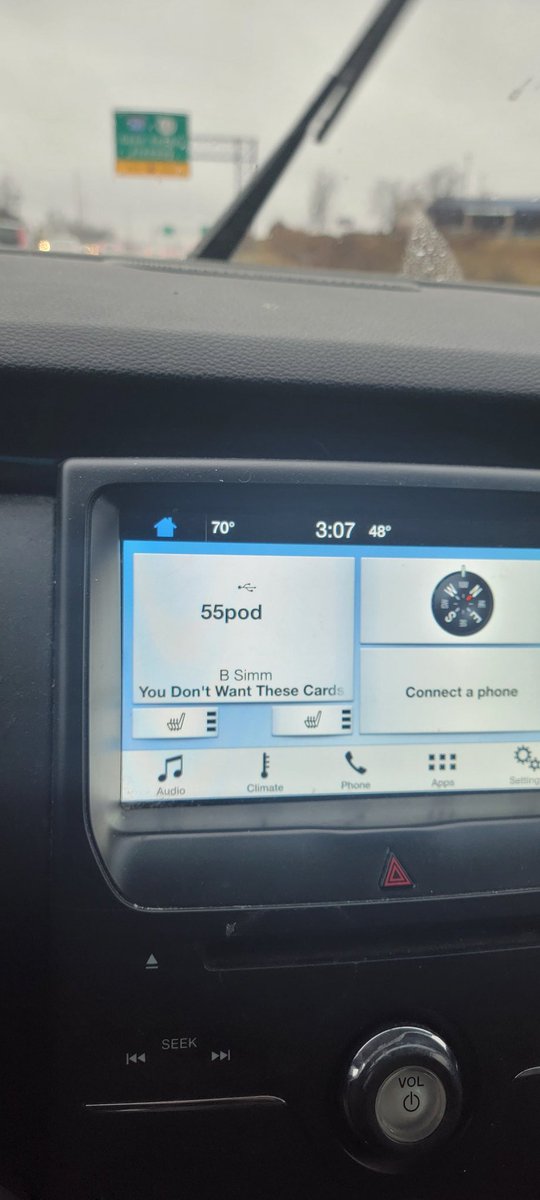 70° 3:07 48°
55pod
B Simm
You Don't Want These Cards
Connect a phone
Audio Climate Phone Apps Setting
SEEK
VOL